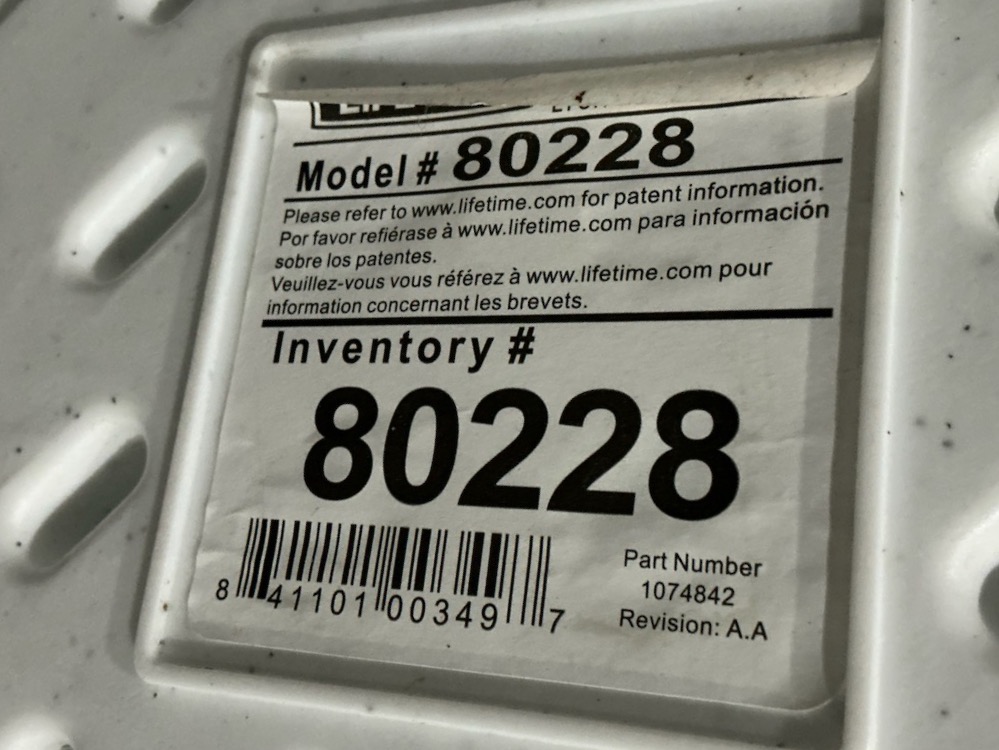 Model # 80228
Please refer to www.lifetime.com for patent information.
Por favor refiérase à www.lifetime.com para información
sobre los patentes.
Veuillez-vous vous référez à www.lifetime.com pour
information concernant les brevets.
Inventory #
80228
8 41101 00349 7
Part Number
1074842
Revision: A.A